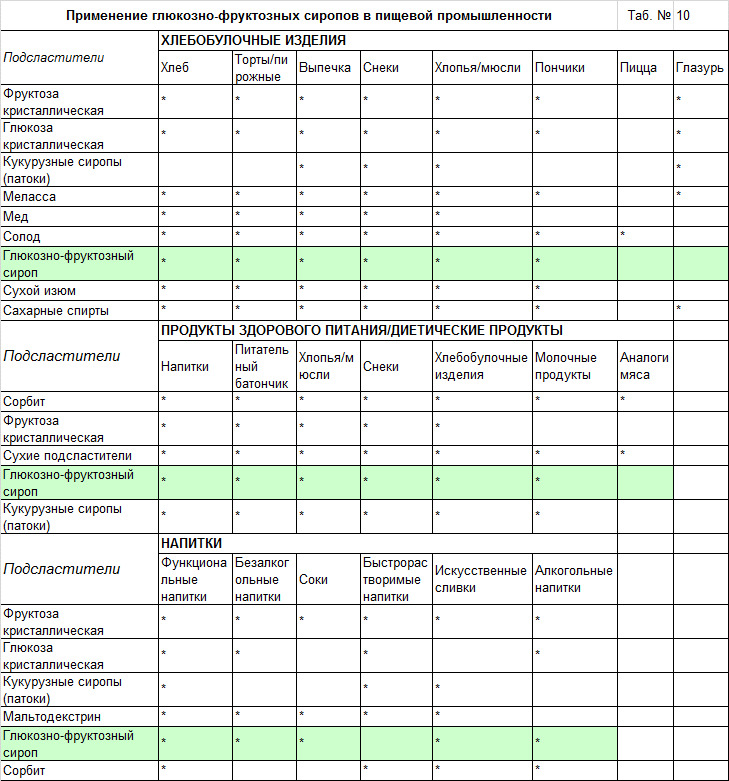 Применение глюкозно-фруктозных сиропов в пищевой промышленности Таб. № 10
Подсластители ХЛЕБОБУЛОЧНЫЕ ИЗДЕЛИЯ
Хлеб Торты/пирожные Выпечка Снеки Хлопья/мюсли Пончики Пицца Глазурь
Фруктоза кристаллическая * * * * * * *
Глюкоза кристаллическая * * * * * * *
Кукурузные сиропы (патоки) * * * *
Меласса * * * * * * *
Мед * * * * *
Солод * * * * * * *
Глюкозно-фруктозный сироп * * * * * *
Сухой изюм * * * * * *
Сахарные спирты * * * * * * *
Подсластители ПРОДУКТЫ ЗДОРОВОГО ПИТАНИЯ/ДИЕТИЧЕСКИЕ ПРОДУКТЫ
Напитки Питательный батончик Хлопья/мюсли Снеки Хлебобулочные изделия Молочные продукты Аналоги мяса
Сорбит * * * * * * *
Фруктоза кристаллическая * * * * *
Сухие подсластители * * * * * * *
Глюкозно-фруктозный сироп * * * * * *
Кукурузные сиропы (патоки) * * * * * *
Подсластители НАПИТКИ
Функциональные напитки Безалкогольные напитки Соки Быстрорастворимые напитки Искусственные сливки Алкогольные напитки
Фруктоза кристаллическая * * * * * *
Глюкоза кристаллическая * * * *
Кукурузные сиропы (патоки) * * *
Мальтодекстрин * * * * *
Глюкозно-фруктозный сироп * * * * *
Сорбит * * * *